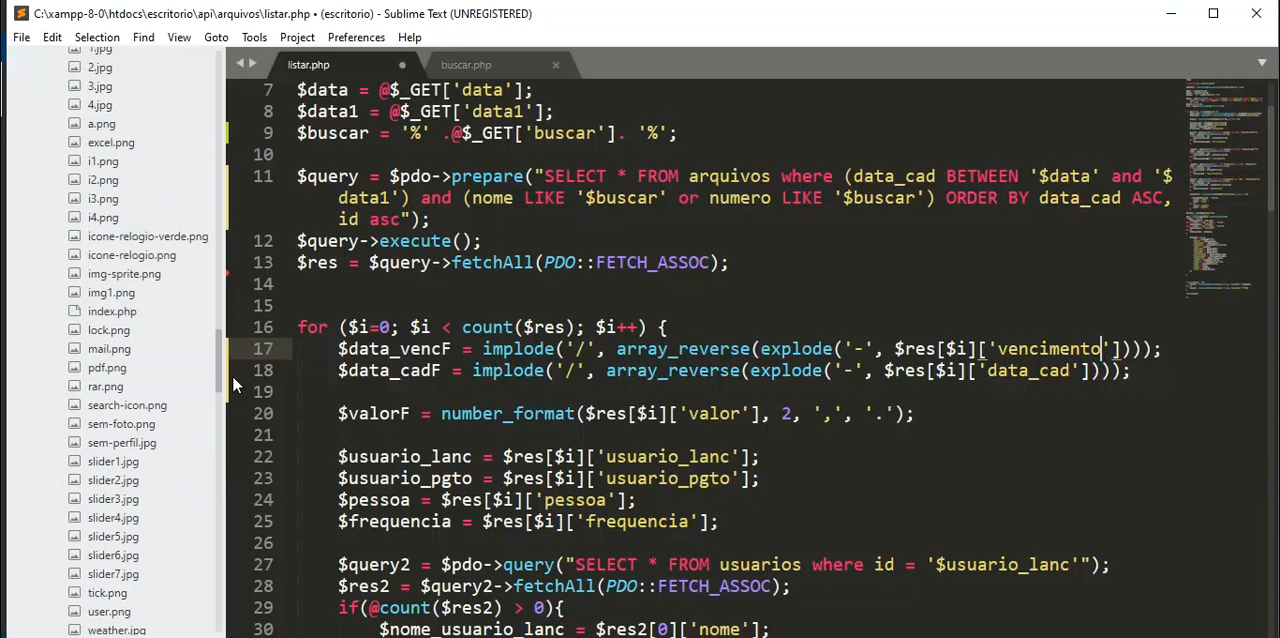 C:\xampp-8-0\htdocs\escritorio\api\arquivos\listar.php • (escritorio) - Sublime Text (UNREGISTERED)
File Edit Selection Find View Goto Tools Project Preferences Help
1.jpg
2.jpg
3.jpg
4.jpg
a.png
excel.png
i1.png
i2.png
i3.png
i4.png
icone-relogio-verde.png
icone-relogio.png
img-sprite.png
img1.png
index.php
lock.png
mail.png
pdf.png
rar.png
search-icon.png
sem-foto.png
sem-perfil.jpg
slider1.jpg
slider2.jpg
slider3.jpg
slider4.jpg
slider5.jpg
slider6.jpg
slider7.jpg
tick.png
user.png
weather.jpg
listar.php buscar.php
7 $data = @$_GET['data'];
8 $data1 = @$_GET['data1'];
9 $buscar = '%' .@$_GET['buscar']. '%';
10
11 $query = $pdo->prepare("SELECT * FROM arquivos where (data_cad BETWEEN '$data' and '$
data1') and (nome LIKE '$buscar' or numero LIKE '$buscar') ORDER BY data_cad ASC,
id asc");
12 $query->execute();
13 $res = $query->fetchAll(PDO::FETCH_ASSOC);
14
15
16 for ($i=0; $i < count($res); $i++) {
17 $data_vencF = implode('/', array_reverse(explode('-', $res[$i]['vencimento'])));
18 $data_cadF = implode('/', array_reverse(explode('-', $res[$i]['data_cad'])));
19
20 $valorF = number_format($res[$i]['valor'], 2, ',', '.');
21
22 $usuario_lanc = $res[$i]['usuario_lanc'];
23 $usuario_pgto = $res[$i]['usuario_pgto'];
24 $pessoa = $res[$i]['pessoa'];
25 $frequencia = $res[$i]['frequencia'];
26
27 $query2 = $pdo->query("SELECT * FROM usuarios where id = '$usuario_lanc'");
28 $res2 = $query2->fetchAll(PDO::FETCH_ASSOC);
29 if(@count($res2) > 0){
30 $nome_usuario_lanc = $res2[0]['nome'];